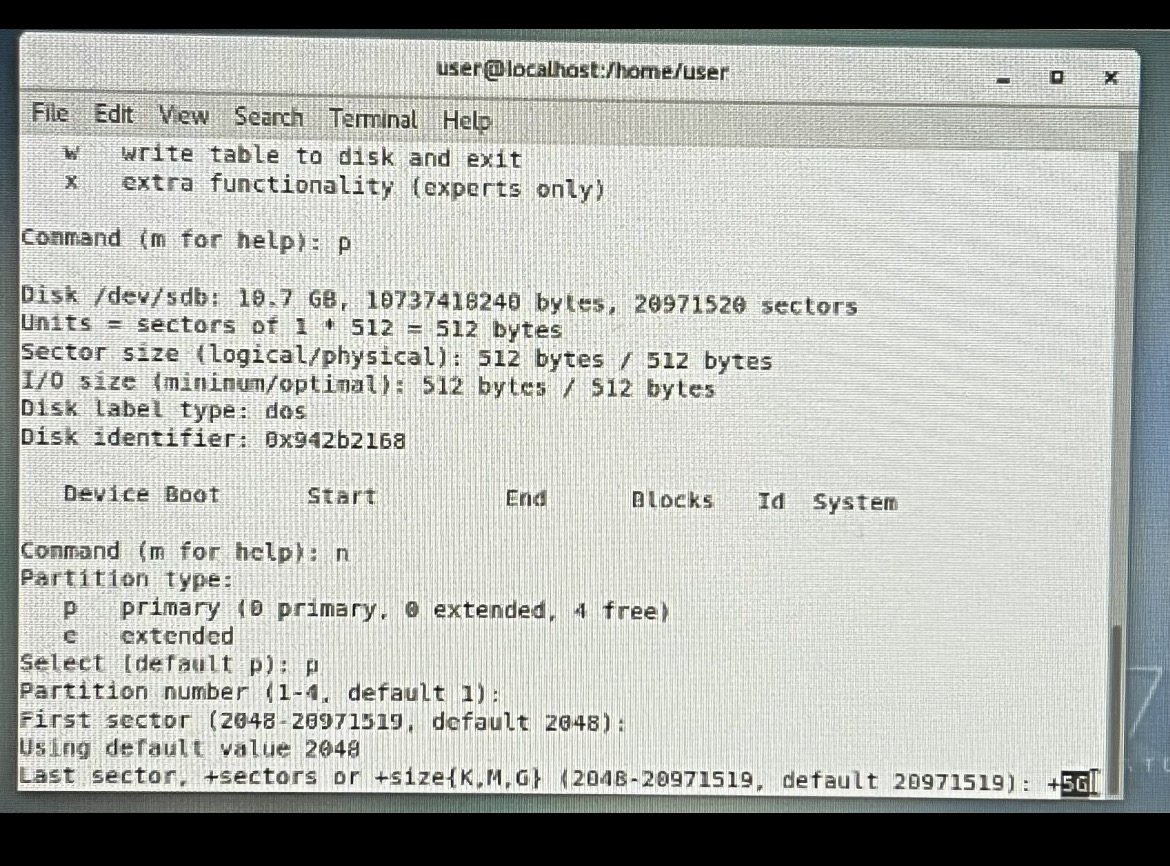 user@localhost:/home/user
File Edit View Search Terminal Help
w write table to disk and exit
x extra functionality (experts only)
Command (m for help): p
Disk /dev/sdb: 10.7 GB, 10737418240 bytes, 20971520 sectors
Units = sectors of 1 * 512 = 512 bytes
Sector size (logical/physical): 512 bytes / 512 bytes
I/O size (minimum/optimal): 512 bytes / 512 bytes
Disk label type: dos
Disk identifier: 0x942b2168
Device Boot Start End Blocks Id System
Command (m for help): n
Partition type:
p primary (0 primary, 0 extended, 4 free)
e extended
Select (default p): p
Partition number (1-4, default 1):
First sector (2048-20971519, default 2048):
Using default value 2048
Last sector, +sectors or +size{K,M,G} (2048-20971519, default 20971519): +5G
7